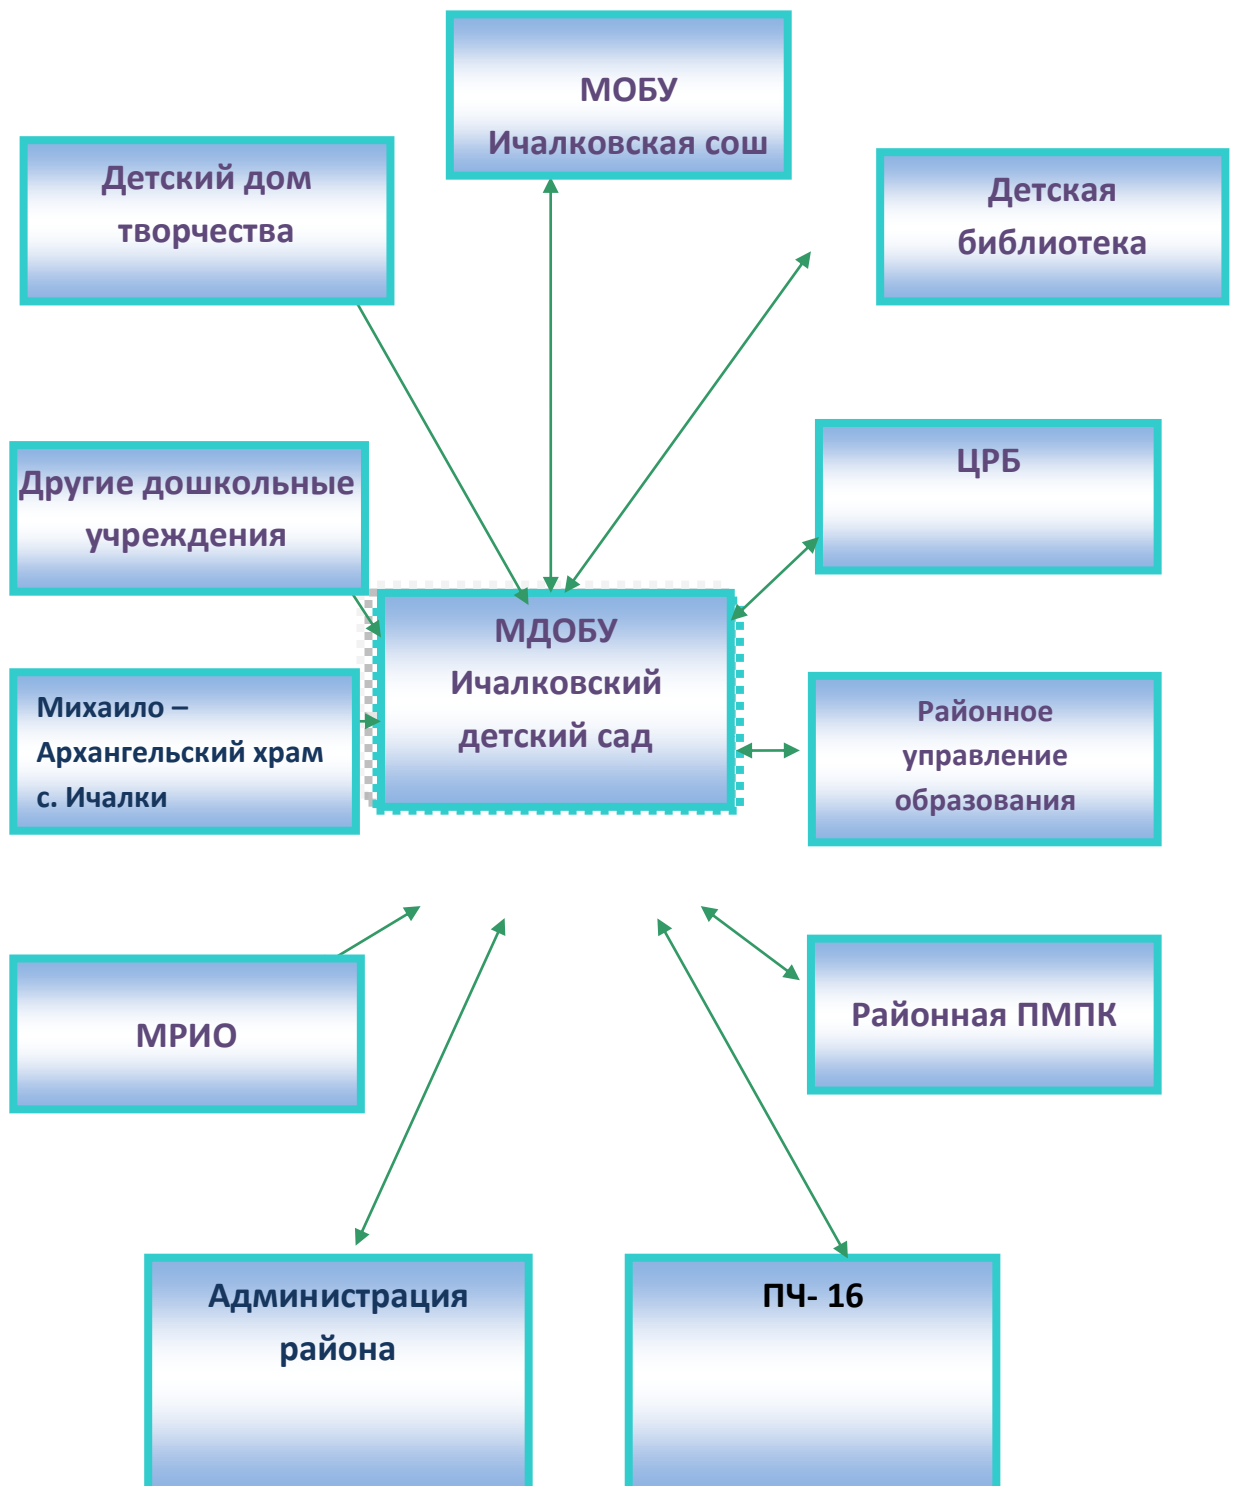 МОБУ
Ичалковская сош
Детский дом
творчества
Детская
библиотека
ЦРБ
Другие дошкольные
учреждения
МДОБУ
Ичалковский
детский сад
Михаило –
Архангельский храм
с. Ичалки
Районное
управление
образования
МРИО
Районная ПМПК
Администрация
района
ПЧ- 16